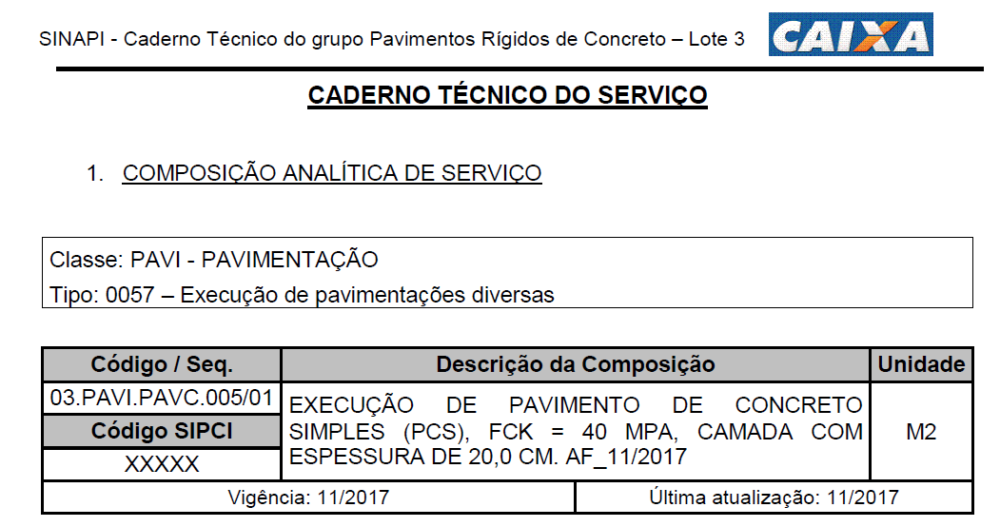 SINAPI - Caderno Técnico do grupo Pavimentos Rígidos de Concreto – Lote 3
CAIXA
CADERNO TÉCNICO DO SERVIÇO
1. COMPOSIÇÃO ANALÍTICA DE SERVIÇO
Classe: PAVI - PAVIMENTAÇÃO
Tipo: 0057 – Execução de pavimentações diversas
Código / Seq.
Descrição da Composição
Unidade
03.PAVI.PAVC.005/01
Código SIPCI
XXXXX
EXECUÇÃO DE PAVIMENTO DE CONCRETO
SIMPLES (PCS), FCK = 40 MPA, CAMADA COM
ESPESSURA DE 20,0 CM. AF_11/2017
M2
Vigência: 11/2017
Última atualização: 11/2017